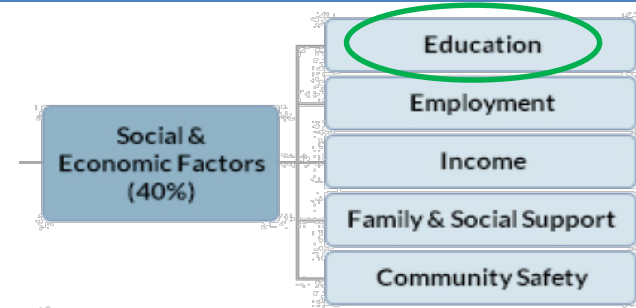 Social &
Economic Factors
(40%)
Education
Employment
Income
Family & Social Support
Community Safety